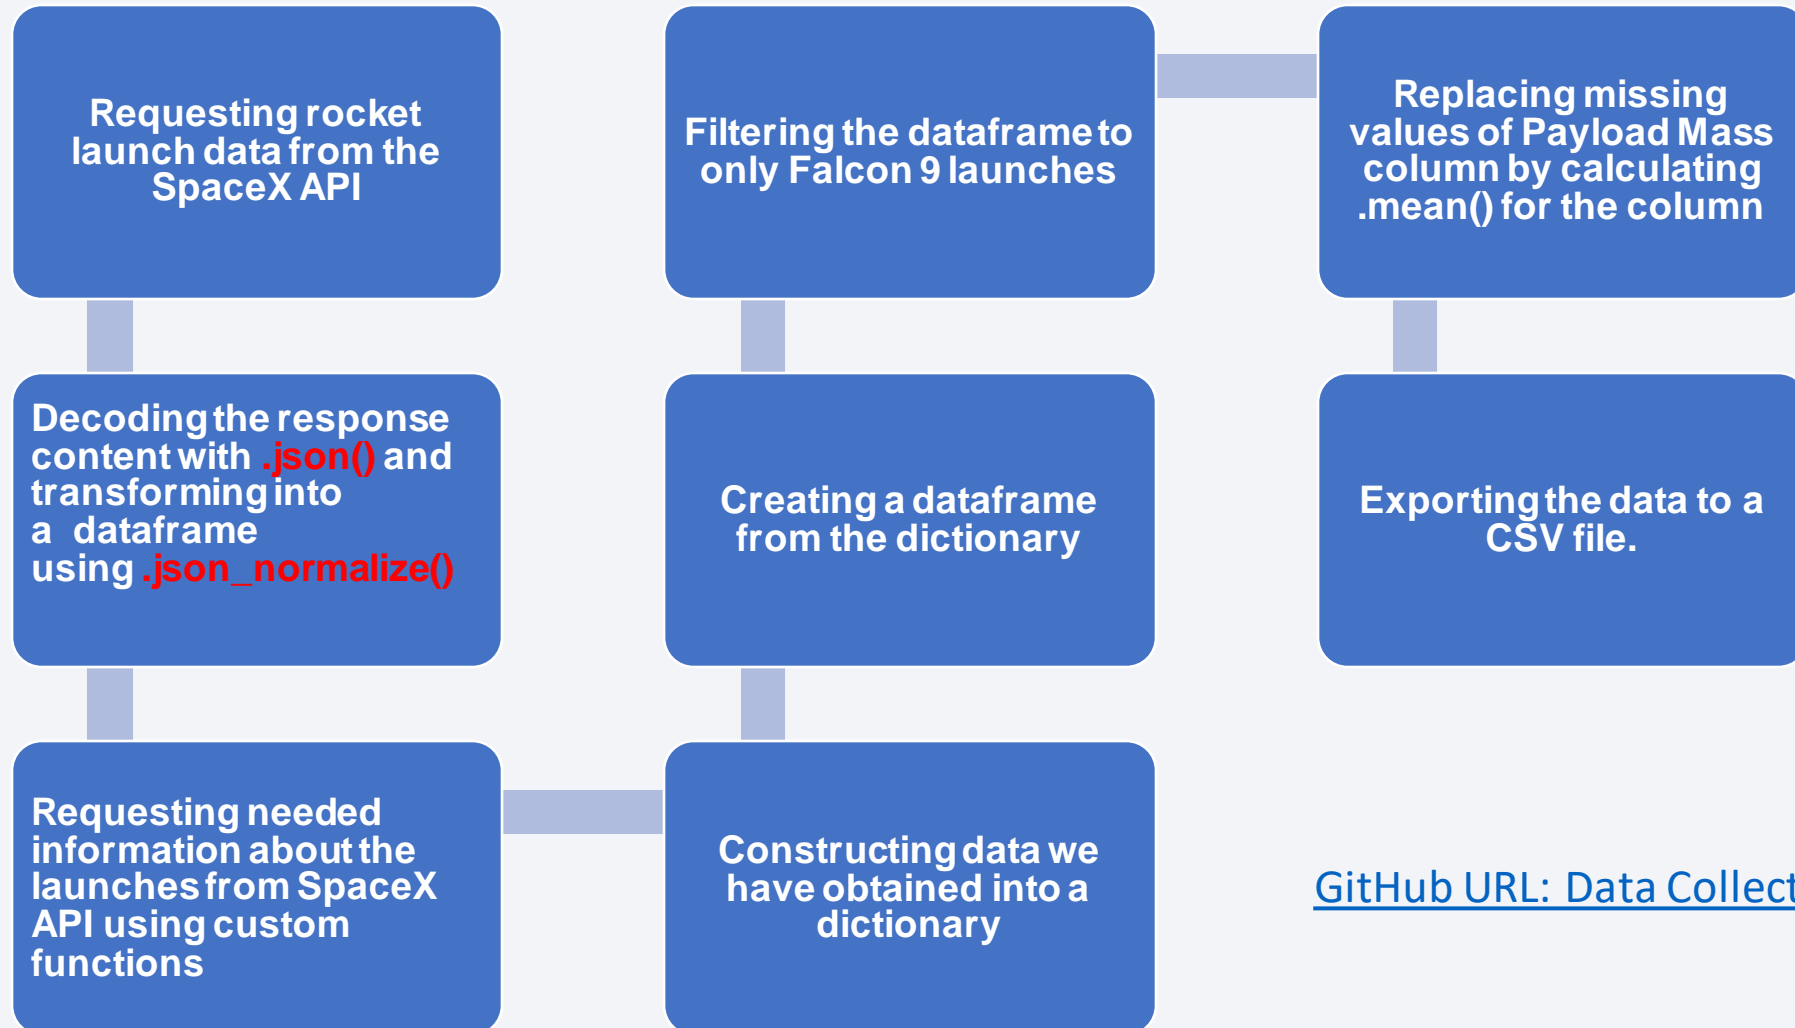 Requesting rocket
launch data from the
SpaceX API
Decoding the response
content with .json() and
transforming into
a dataframe
using .json_normalize()
Requesting needed
information about the
launches from SpaceX
API using custom
functions
Constructing data we
have obtained into a
dictionary
Creating a dataframe
from the dictionary
Filtering the dataframe to
only Falcon 9 launches
Replacing missing
values of Payload Mass
column by calculating
.mean() for the column
Exporting the data to a
CSV file.
GitHub URL: Data Collect